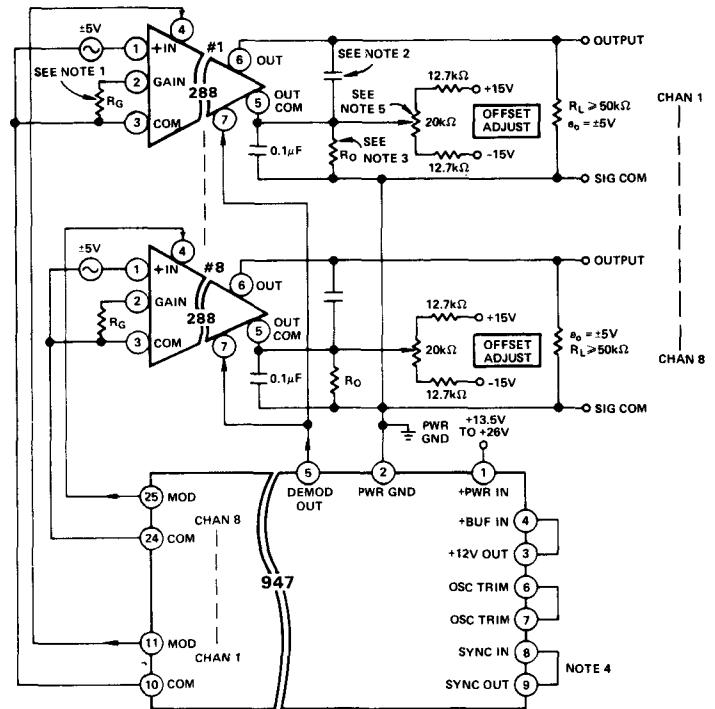 ±5V
1
+IN
4
#1
6
OUT
SEE NOTE 1
2
GAIN
288
RG
3
COM
5
OUT
COM
7
0.1μF
SEE NOTE 2
SEE
NOTE 5
SEE
NOTE 3
RO
12.7kΩ
+15V
20kΩ
OFFSET
ADJUST
12.7kΩ
-15V
OUTPUT
RL ⩾ 50kΩ
eo = ±5V
SIG COM
CHAN 1
±5V
1
+IN
4
#8
6
OUT
2
GAIN
288
RG
3
COM
5
OUT
COM
7
0.1μF
RO
12.7kΩ
+15V
20kΩ
OFFSET
ADJUST
12.7kΩ
-15V
OUTPUT
eo = ±5V
RL ⩾ 50kΩ
SIG COM
CHAN 8
PWR
GND
+13.5V
TO +26V
5
DEMOD
OUT
2
PWR GND
1
+PWR IN
25
MOD
CHAN 8
24
COM
947
11
MOD
CHAN 1
10
COM
+BUF IN
4
+12V OUT
3
OSC TRIM
6
OSC TRIM
7
SYNC IN
8
NOTE 4
SYNC OUT
9